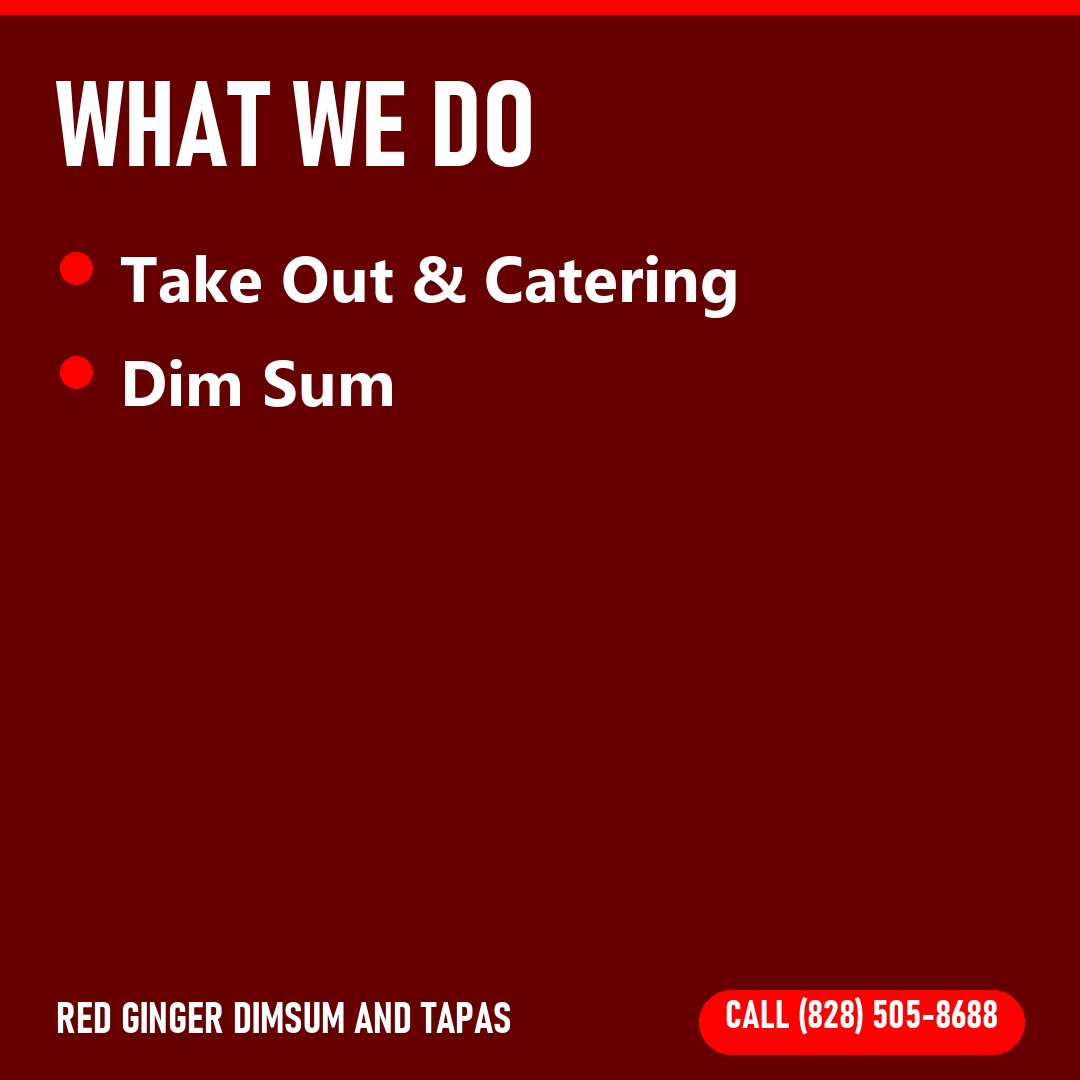 WHAT WE DO
Take Out & Catering
Dim Sum
RED GINGER DIMSUM AND TAPAS
CALL (828) 505-8688